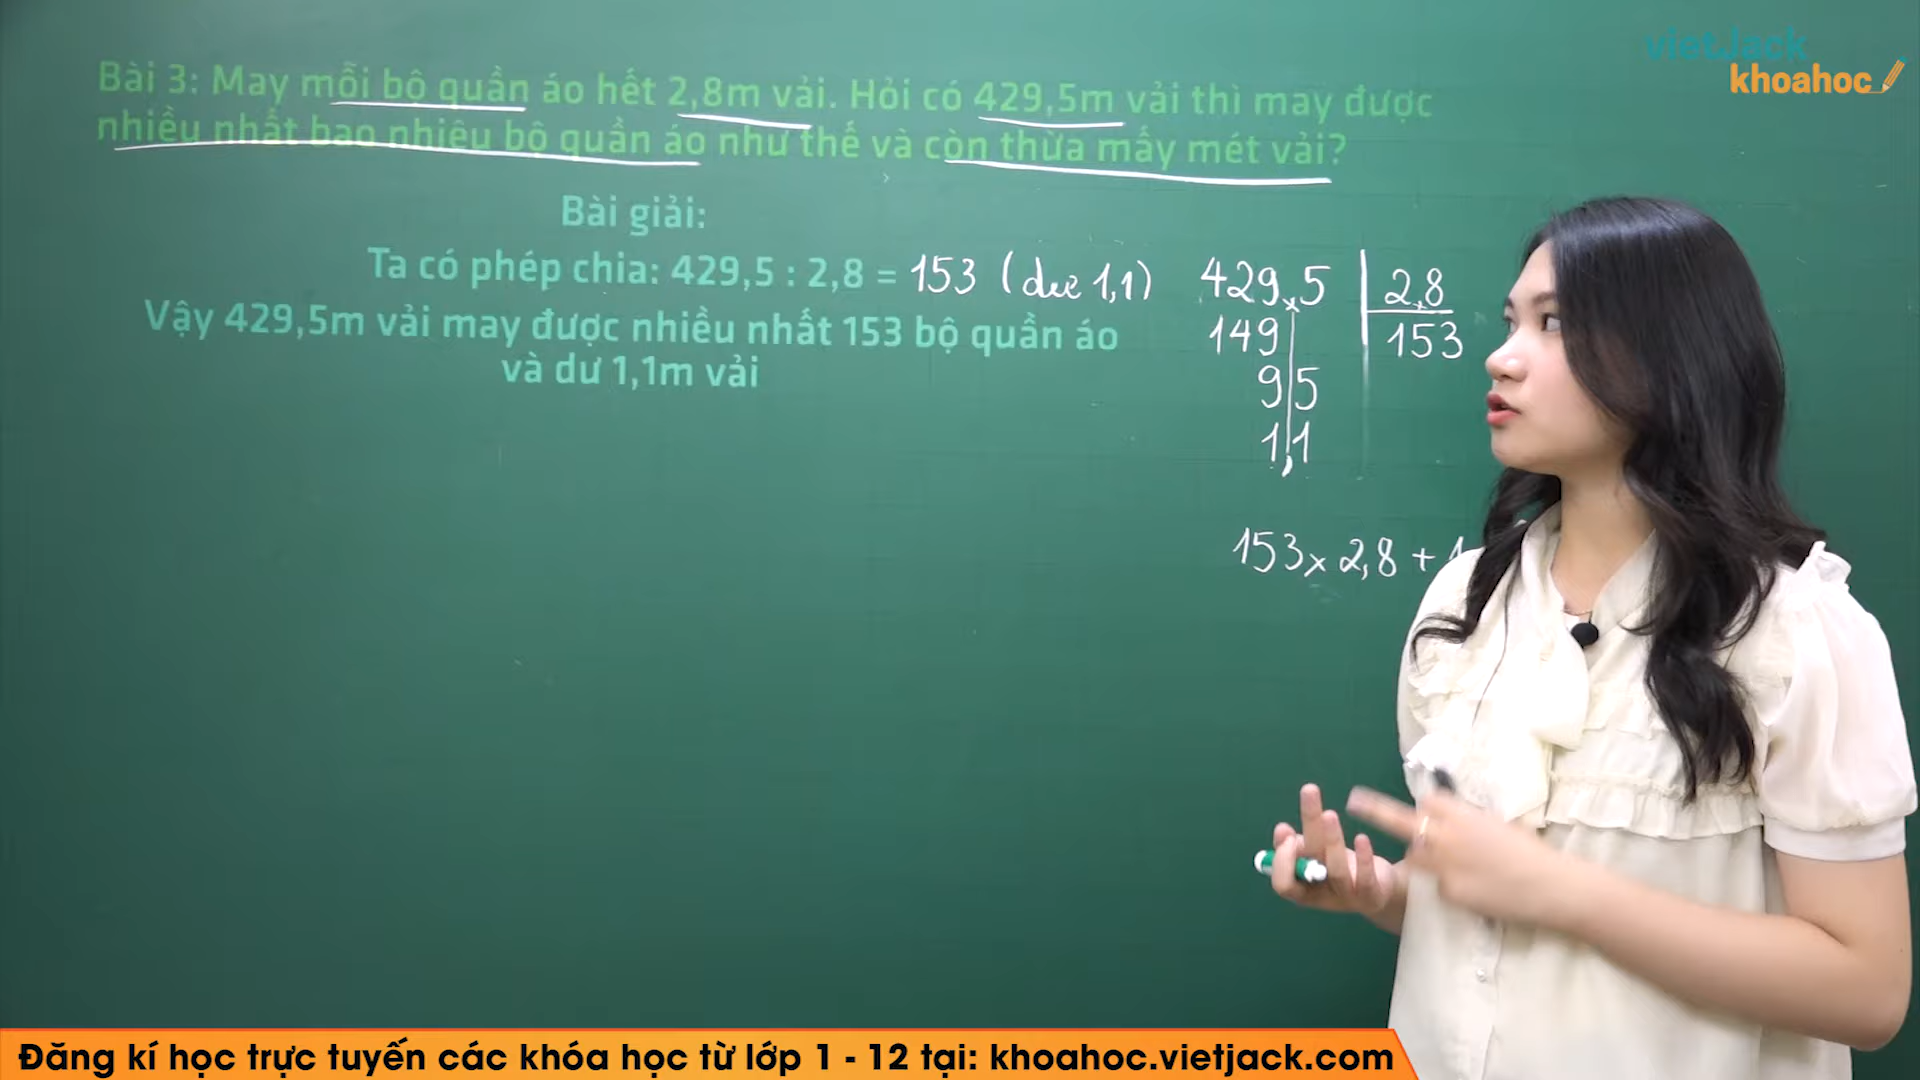 vietJack
khoahoc
Bài 3: May mỗi bộ quần áo hết 2,8m vải. Hỏi có 429,5m vải thì may được
nhiều nhất bao nhiêu bộ quần áo như thế và còn thừa mấy mét vải?
Bài giải:
Ta có phép chia: 429,5 : 2,8 = 153 (dư 1,1)
Vậy 429,5m vải may được nhiều nhất 153 bộ quần áo
và dư 1,1m vải
429,5 2,8
149 153
9 5
1,1
153 x 2,8 +
Đăng kí học trực tuyến các khóa học từ lớp 1 - 12 tại: khoahoc.vietjack.com